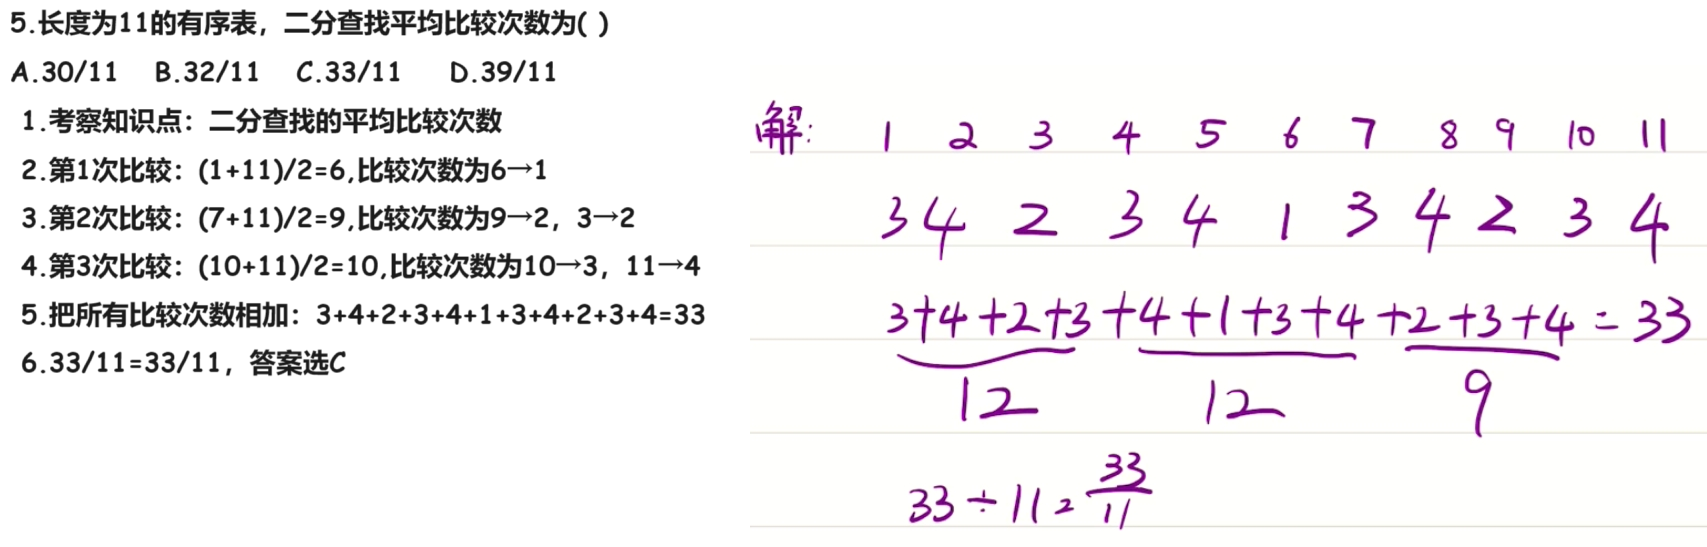 5.长度为11的有序表，二分查找平均比较次数为( )
A.30/11 B.32/11 C.33/11 D.39/11
1.考察知识点：二分查找的平均比较次数
2.第1次比较：(1+11)/2=6,比较次数为6→1
3.第2次比较：(7+11)/2=9,比较次数为9→2，3→2
4.第3次比较：(10+11)/2=10,比较次数为10→3，11→4
5.把所有比较次数相加：3+4+2+3+4+1+3+4+2+3+4=33
6.33/11=33/11，答案选C
解: 1 2 3 4 5 6 7 8 9 10 11
3 4 2 3 4 1 3 4 2 3 4
3+4+2+3+4+1+3+4+2+3+4=33
12 12 9
33÷11=33/11